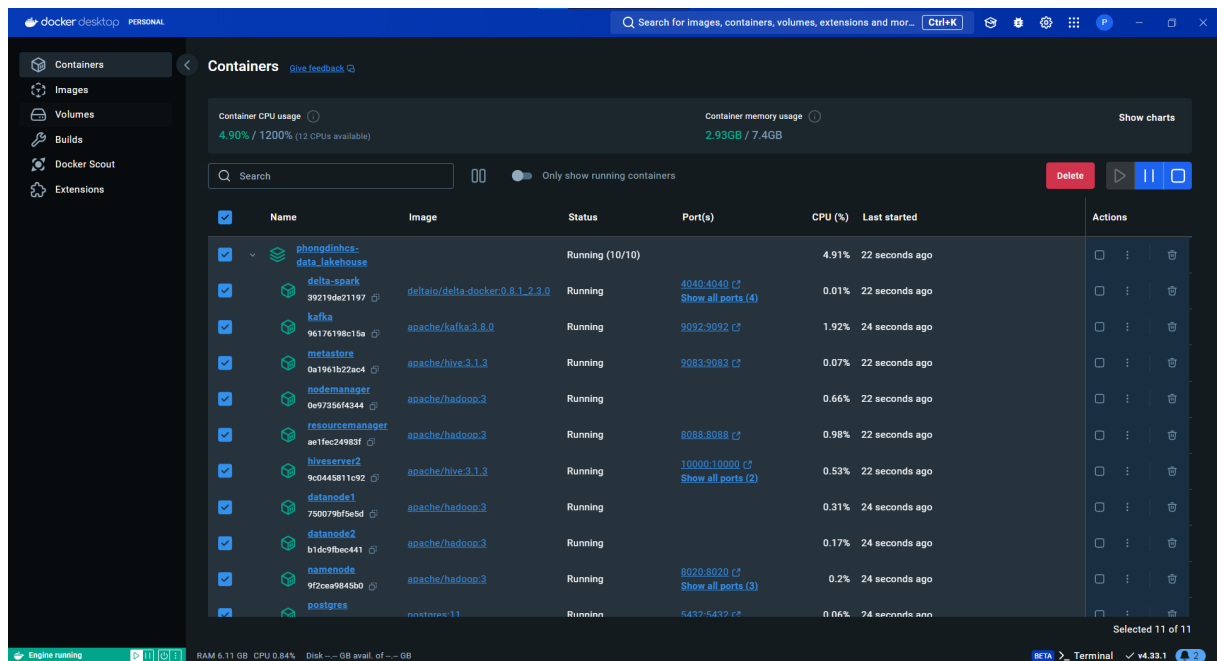 docker desktop PERSONAL
Search for images, containers, volumes, extensions and mor... Ctrl+K
P
Containers
Images
Volumes
Builds
Docker Scout
Extensions
Containers Give feedback
Container CPU usage
4.90% / 1200% (12 CPUs available)
Container memory usage
2.93GB / 7.4GB
Show charts
Search
Only show running containers
Delete
Name Image Status Port(s) CPU (%) Last started Actions
phongdinhcs-
data_lakehouse
Running (10/10) 4.91% 22 seconds ago
delta-spark
39219de21197
deltaio/delta-docker:0.8.1_2.3.0 Running
4040:4040
Show all ports (4)
0.01% 22 seconds ago
kafka
96176198c15a
apache/kafka:3.8.0 Running 9092:9092 1.92% 24 seconds ago
metastore
0a1961b22ac4
apache/hive:3.1.3 Running 9083:9083 0.07% 22 seconds ago
nodemanager
0e97356f4344
apache/hadoop:3 Running 0.66% 22 seconds ago
resourcemanager
ae1fec24983f
apache/hadoop:3 Running 8088:8088 0.98% 22 seconds ago
hiveserver2
9c0445811c92
apache/hive:3.1.3 Running
10000:10000
Show all ports (2)
0.53% 22 seconds ago
datanode1
750079bf5e5d
apache/hadoop:3 Running 0.31% 24 seconds ago
datanode2
b1dc9fbec441
apache/hadoop:3 Running 0.17% 24 seconds ago
namenode
9f2cea9845b0
apache/hadoop:3 Running
8020:8020
Show all ports (3)
0.2% 24 seconds ago
postgres
postgres:11 Running 5432:5432 0.06% 24 seconds ago
Selected 11 of 11
Engine running
RAM 6.11 GB CPU 0.84% Disk --.-- GB avail. of --.-- GB
BETA >_ Terminal v4.33.1 2